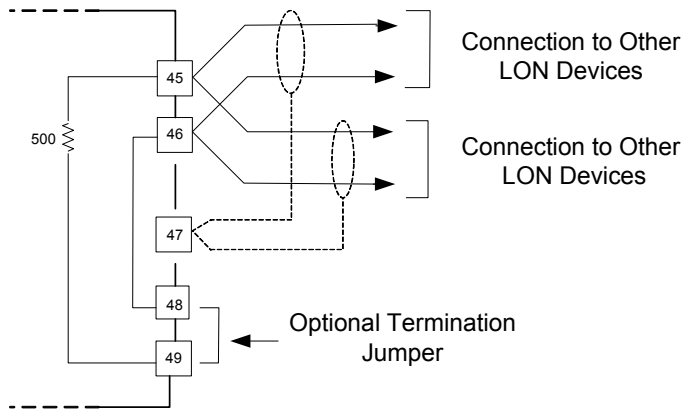 45
Connection to Other
LON Devices
46
500
Connection to Other
LON Devices
47
48
Optional Termination
Jumper
49